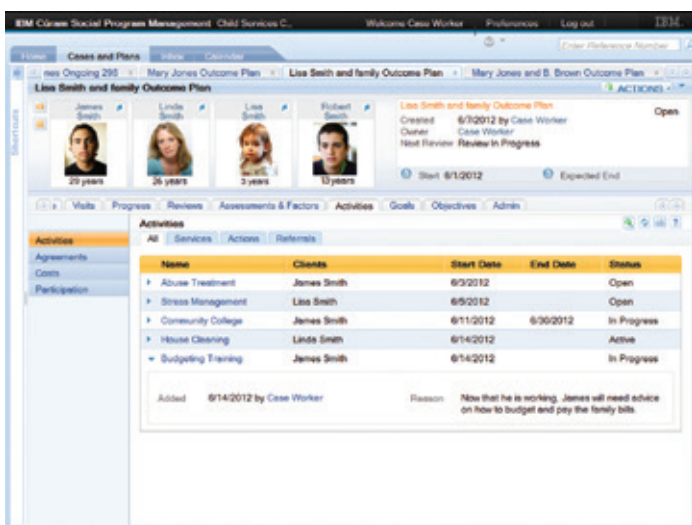 IBM Cúram Social Program Management Child Services C... Welcome Case Worker Preferences Log out IBM.
Enter Reference Number
Home Cases and Plans Inbox Calendar
nes Ongoing 298 Mary Jones Outcome Plan Lisa Smith and family Outcome Plan Mary Jones and B. Brown Outcome Plan
Lisa Smith and family Outcome Plan ACTIONS
Shortcuts
James Smith
29 years
Linda Smith
26 years
Lisa Smith
3 years
Robert Smith
13 years
Lisa Smith and family Outcome Plan
Created 6/7/2012 by Case Worker Open
Owner Case Worker
Next Review Review In Progress
Start 6/1/2012 Expected End
Visits Progress Reviews Assessments & Factors Activities Goals Objectives Admin
Activities
Agreements
Costs
Participation
Activities
All Services Actions Referrals
Name Clients Start Date End Date Status
Abuse Treatment James Smith 6/3/2012 Open
Stress Management Lisa Smith 6/5/2012 Open
Community College James Smith 6/11/2012 6/30/2012 In Progress
House Cleaning Linda Smith 6/14/2012 Active
Budgeting Training James Smith 6/14/2012 In Progress
Added 6/14/2012 by Case Worker Reason Now that he is working, James will need advice
on how to budget and pay the family bills.